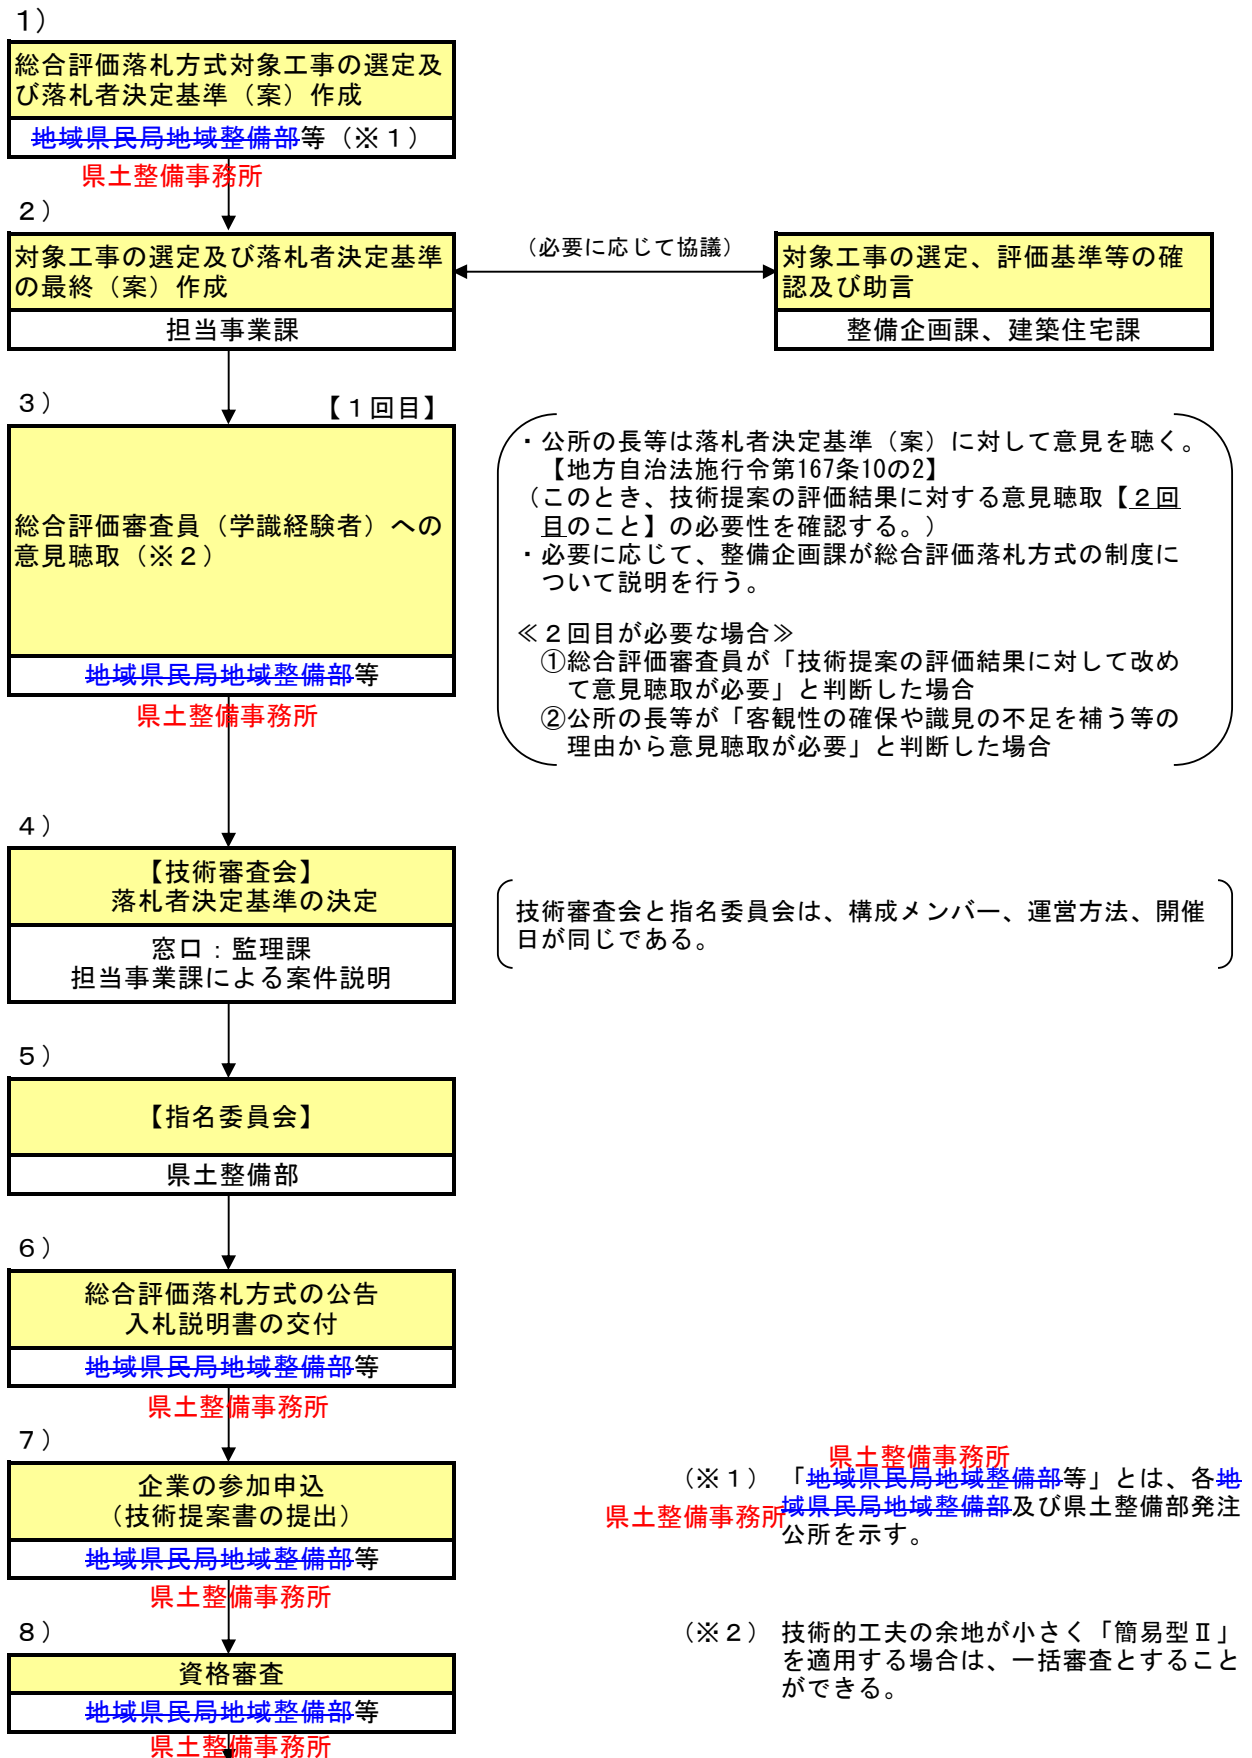 １）
総合評価落札方式対象工事の選定及
び落札者決定基準（案）作成
地域県民局地域整備部等（※１）
県土整備事務所
２）
対象工事の選定及び落札者決定基準
の最終（案）作成
担当事業課
（必要に応じて協議）
対象工事の選定、評価基準等の確
認及び助言
整備企画課、建築住宅課
３）
【１回目】
総合評価審査員（学識経験者）への
意見聴取（※２）
地域県民局地域整備部等
県土整備事務所
・公所の長等は落札者決定基準（案）に対して意見を聴く。
【地方自治法施行令第167条10の2】
（このとき、技術提案の評価結果に対する意見聴取【２回
目のこと】の必要性を確認する。）
・必要に応じて、整備企画課が総合評価落札方式の制度に
ついて説明を行う。
≪２回目が必要な場合≫
①総合評価審査員が「技術提案の評価結果に対して改め
て意見聴取が必要」と判断した場合
②公所の長等が「客観性の確保や識見の不足を補う等の
理由から意見聴取が必要」と判断した場合
４）
【技術審査会】
落札者決定基準の決定
窓口：監理課
担当事業課による案件説明
技術審査会と指名委員会は、構成メンバー、運営方法、開催
日が同じである。
５）
【指名委員会】
県土整備部
６）
総合評価落札方式の公告
入札説明書の交付
地域県民局地域整備部等
県土整備事務所
７）
企業の参加申込
（技術提案書の提出）
地域県民局地域整備部等
県土整備事務所
県土整備事務所
（※１）「地域県民局地域整備部等」とは、各地
県土整備事務所
域県民局地域整備部及び県土整備部発注
公所を示す。
８）
資格審査
地域県民局地域整備部等
県土整備事務所
（※２）技術的工夫の余地が小さく「簡易型Ⅱ」
を適用する場合は、一括審査とすること
ができる。